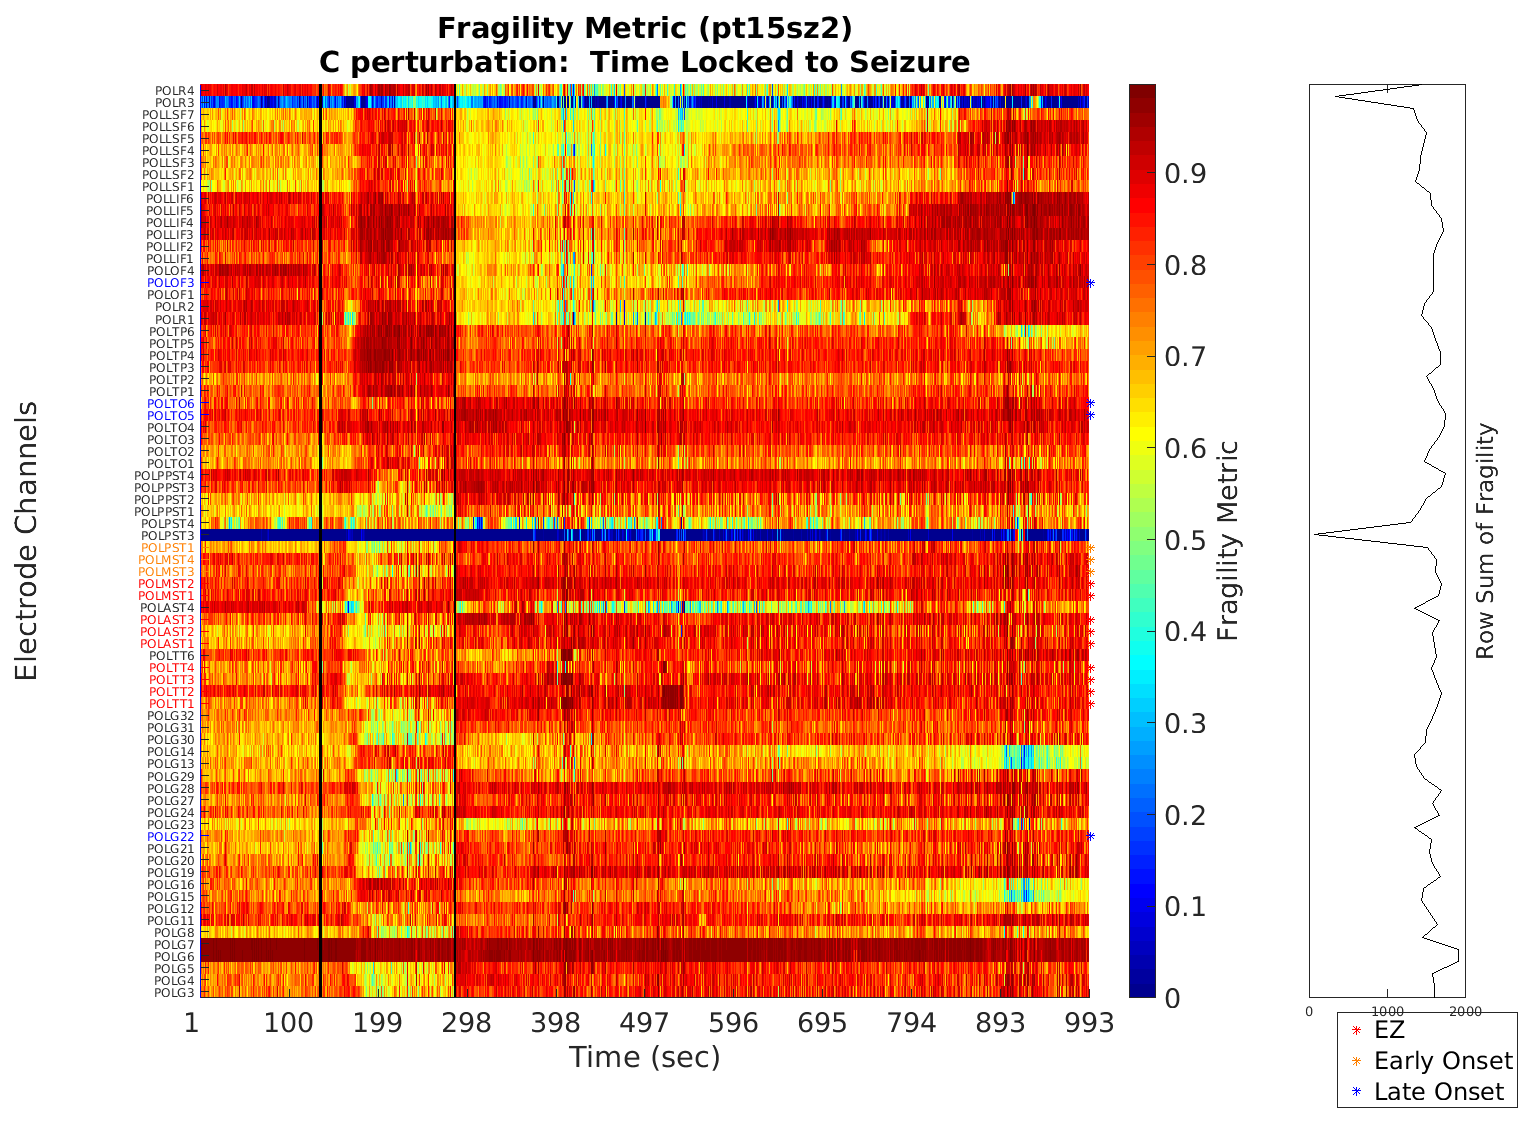 Fragility Metric (pt15sz2)
C perturbation:  Time Locked to Seizure
Electrode Channels
POLR4
POLR3
POLLSF7
POLLSF6
POLLSF5
POLLSF4
POLLSF3
POLLSF2
POLLSF1
POLLIF6
POLLIF5
POLLIF4
POLLIF3
POLLIF2
POLLIF1
POLOF4
POLOF3
POLOF1
POLR2
POLR1
POLTP6
POLTP5
POLTP4
POLTP3
POLTP2
POLTP1
POLTO6
POLTO5
POLTO4
POLTO3
POLTO2
POLTO1
POLPPST4
POLPPST3
POLPPST2
POLPPST1
POLPST4
POLPST3
POLPST1
POLMST4
POLMST3
POLMST2
POLMST1
POLAST4
POLAST3
POLAST2
POLAST1
POLTT6
POLTT4
POLTT3
POLTT2
POLTT1
POLG32
POLG31
POLG30
POLG14
POLG13
POLG29
POLG28
POLG27
POLG24
POLG23
POLG22
POLG21
POLG20
POLG19
POLG16
POLG15
POLG12
POLG11
POLG8
POLG7
POLG6
POLG5
POLG4
POLG3
1 100 199 298 398 497 596 695 794 893 993
Time (sec)
0.9
0.8
0.7
0.6
0.5
0.4
0.3
0.2
0.1
0
Fragility Metric
0 1000 2000
Row Sum of Fragility
EZ
Early Onset
Late Onset